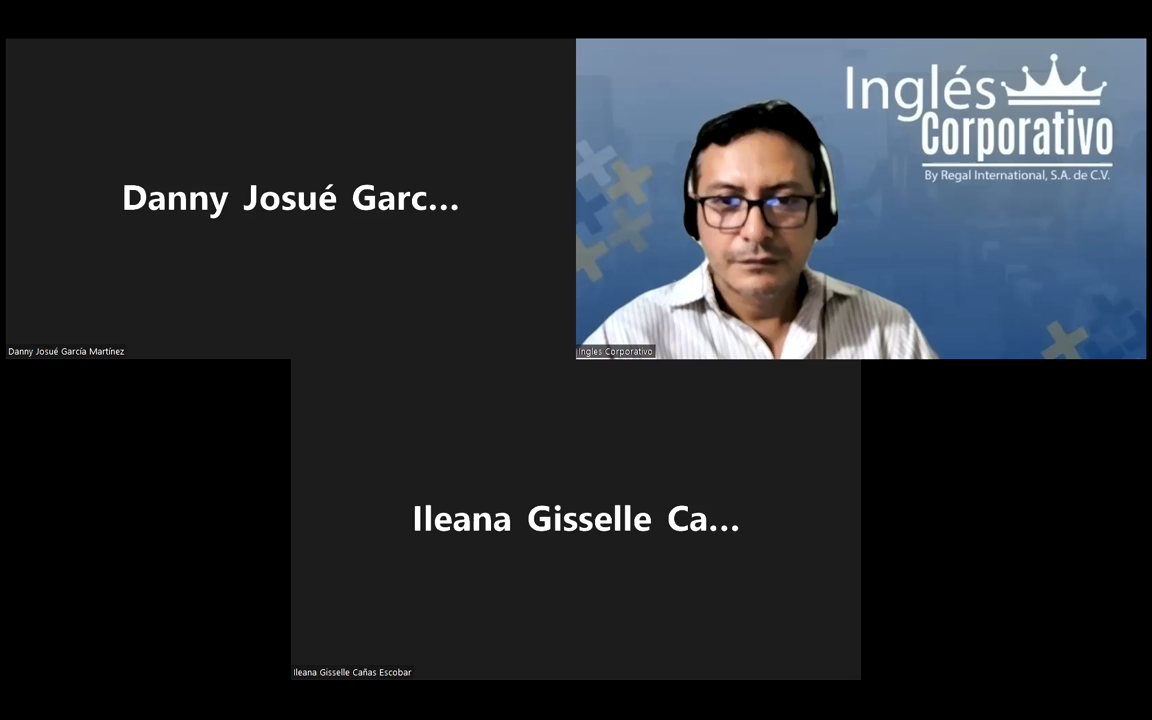 Danny Josué Garc...
Danny Josué García Martínez
Inglés
Corporativo
By Regal International, S.A. de C.V.
Ingles Corporativo
Ileana Gisselle Ca...
Ileana Gisselle Cañas Escobar